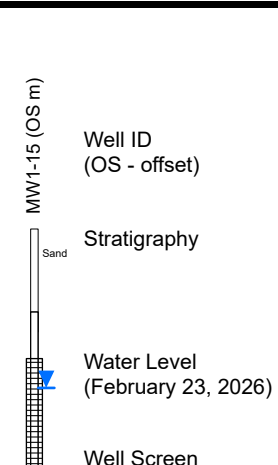 MW1-15 (OS m)
Well ID
(OS - offset)
Stratigraphy
Sand
Water Level
(February 23, 2026)
Well Screen